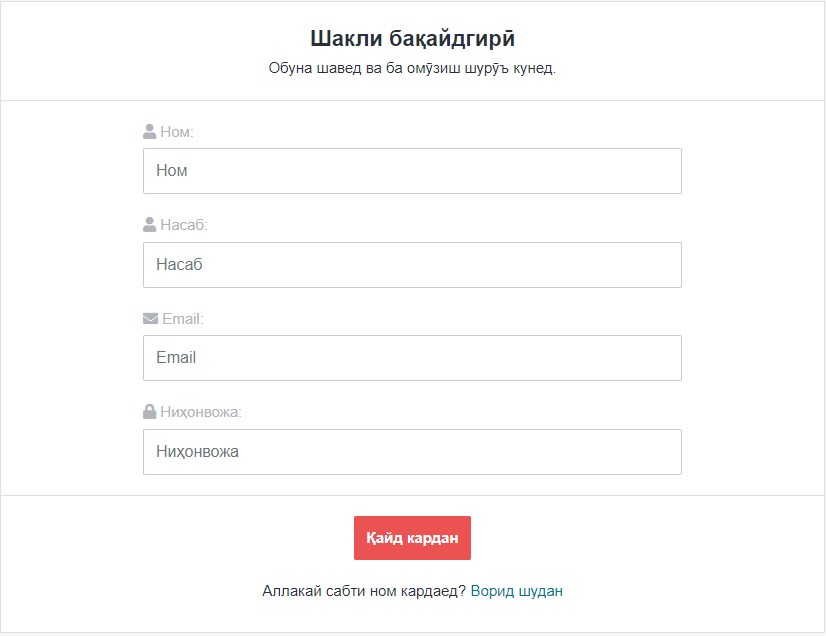 Шакли бақайдгирӣ
Обуна шавед ва ба омӯзиш шурӯъ кунед.
Ном:
Ном
Насаб:
Насаб
Email:
Email
Ниҳонвожа:
Ниҳонвожа
Қайд кардан
Аллакай сабти ном кардаед? Ворид шудан